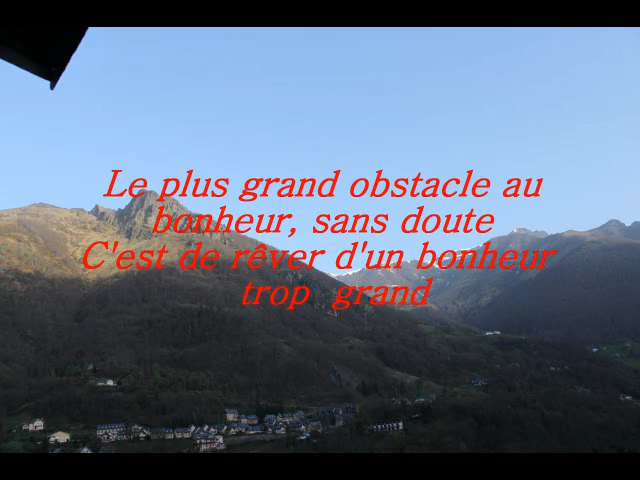 Le plus grand obstacle au
bonheur, sans doute
C'est de rêver d'un bonheur
trop grand